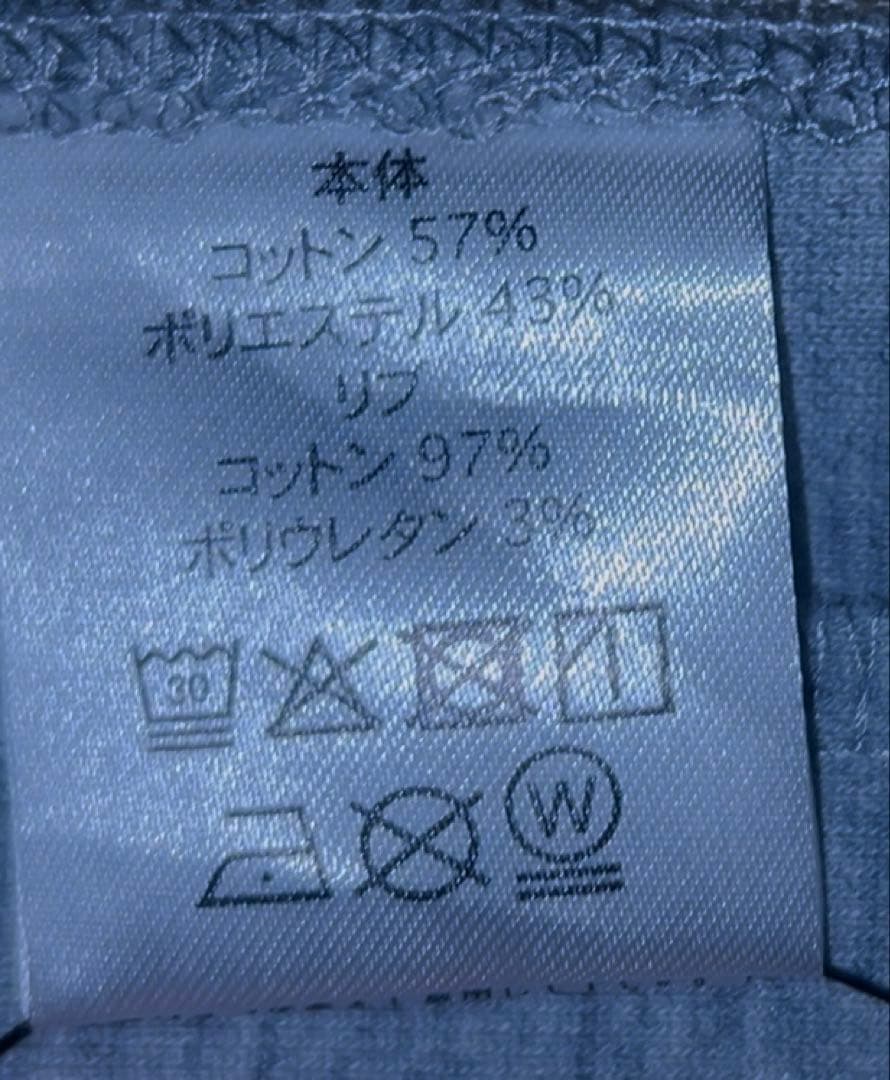 本体
コットン 57%
ポリエステル 43%
リブ
コットン 97%
ポリウレタン 3%
30
W